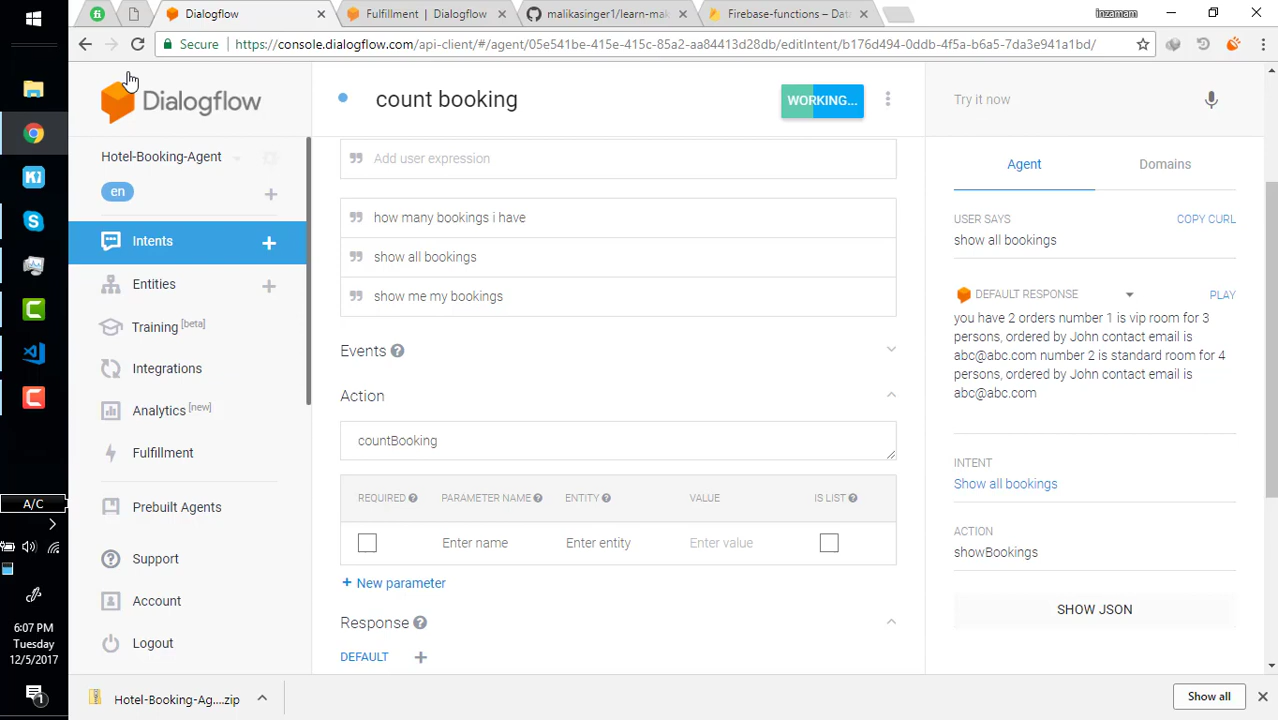 Dialogflow
Fulfillment | Dialogflow
malikasinger1/learn-mak
Firebase-functions – Dat
inzamam
Secure
https://console.dialogflow.com/api-client/#/agent/05e541be-415e-415c-85a2-aa84413d28db/editIntent/b176d494-0ddb-4f5a-b6a5-7da3e941a1bd/
Dialogflow
Hotel-Booking-Agent
en
Intents
Entities
Training [beta]
Integrations
Analytics [new]
Fulfillment
Prebuilt Agents
Support
Account
Logout
count booking
WORKING...
Add user expression
how many bookings i have
show all bookings
show me my bookings
Events
Action
countBooking
REQUIRED PARAMETER NAME ENTITY VALUE IS LIST
Enter name Enter entity Enter value
+ New parameter
Response
DEFAULT
Try it now
Agent Domains
USER SAYS COPY CURL
show all bookings
DEFAULT RESPONSE PLAY
you have 2 orders number 1 is vip room for 3
persons, ordered by John contact email is
abc@abc.com number 2 is standard room for 4
persons, ordered by John contact email is
abc@abc.com
INTENT
Show all bookings
ACTION
showBookings
SHOW JSON
A/C
6:07 PM
Tuesday
12/5/2017
1
Hotel-Booking-Ag....zip
Show all